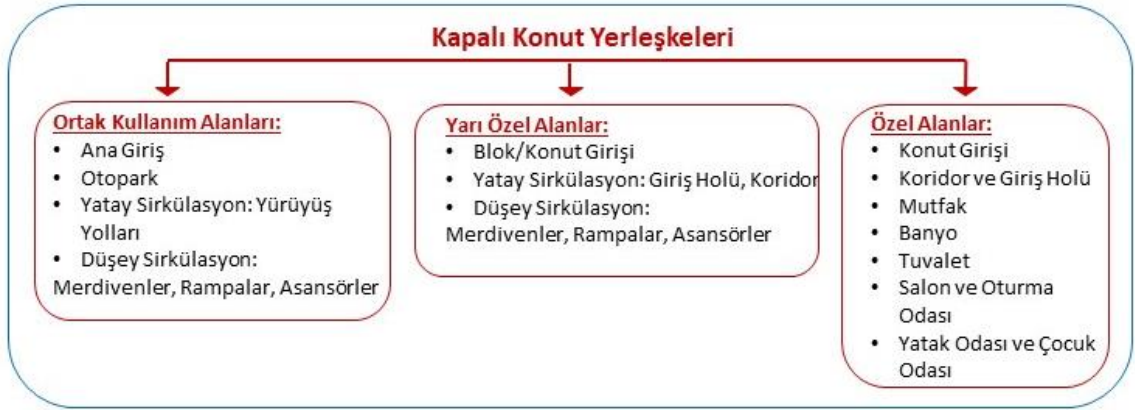 Kapalı Konut Yerleşkeleri
Ortak Kullanım Alanları:
• Ana Giriş
• Otopark
• Yatay Sirkülasyon: Yürüyüş
Yolları
• Düşey Sirkülasyon:
Merdivenler, Rampalar, Asansörler
Yarı Özel Alanlar:
• Blok/Konut Girişi
• Yatay Sirkülasyon: Giriş Holü, Koridor
• Düşey Sirkülasyon:
Merdivenler, Rampalar, Asansörler
Özel Alanlar:
• Konut Girişi
• Koridor ve Giriş Holü
• Mutfak
• Banyo
• Tuvalet
• Salon ve Oturma
Odası
• Yatak Odası ve Çocuk
Odası